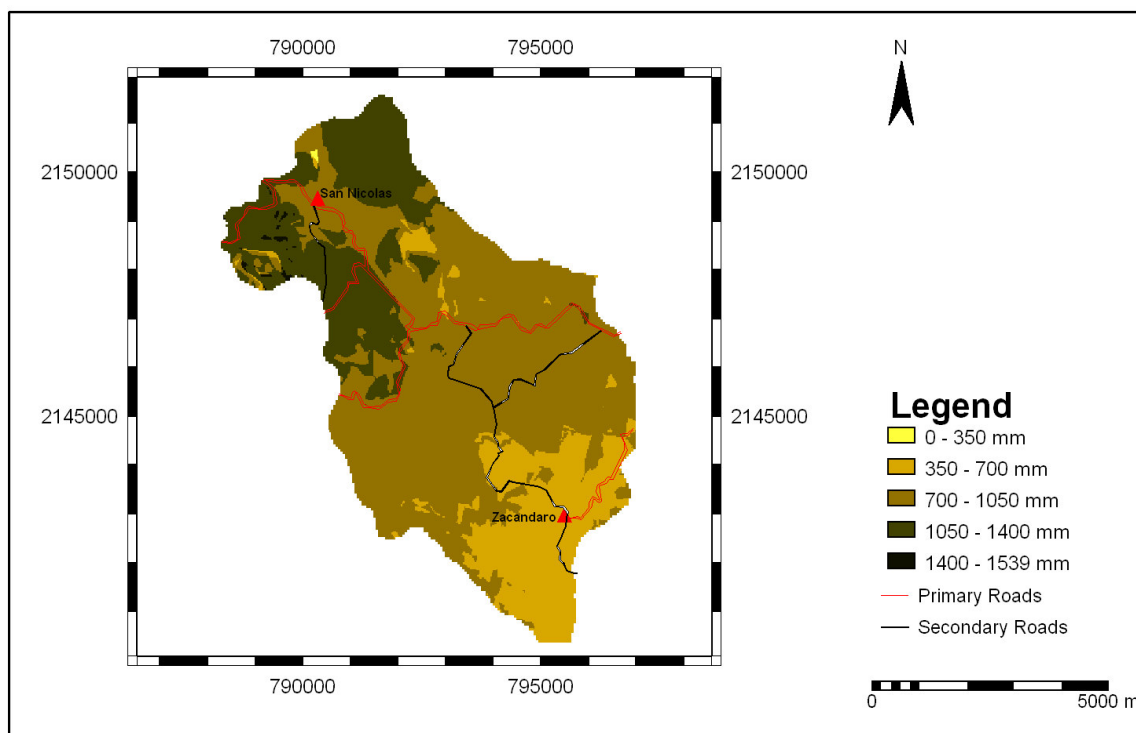 790000 795000
N
2150000 2150000
San Nicolas
2145000 2145000
Legend
0 - 350 mm
350 - 700 mm
700 - 1050 mm
1050 - 1400 mm
1400 - 1539 mm
Primary Roads
Secondary Roads
Zacandaro
790000 795000
0 5000 m